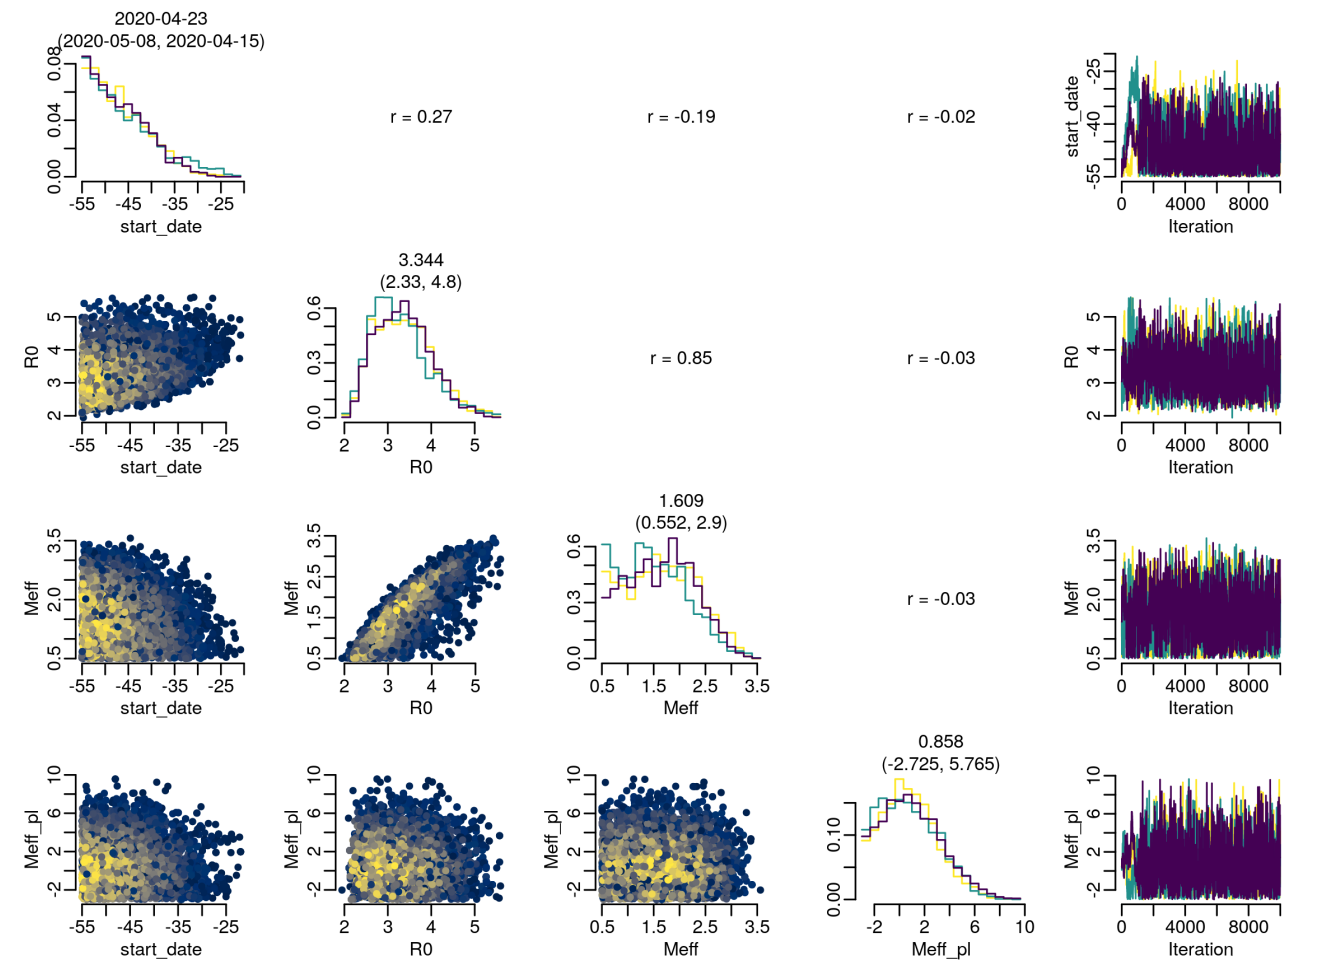 2020-04-23
(2020-05-08, 2020-04-15)
0.00 0.04 0.08
-55 -45 -35 -25
start_date
r = 0.27
r = -0.19
r = -0.02
start_date
-55 -40 -25
0 4000 8000
Iteration
R0
2 3 4 5
-55 -45 -35 -25
start_date
3.344
(2.33, 4.8)
0.0 0.3 0.6
2 3 4 5
R0
r = 0.85
r = -0.03
R0
2 3 4 5
0 4000 8000
Iteration
Meff
0.5 2.0 3.5
-55 -45 -35 -25
start_date
Meff
0.5 1.5 2.5 3.5
2 3 4 5
R0
1.609
(0.552, 2.9)
0.0 0.3 0.6
0.5 1.5 2.5 3.5
Meff
r = -0.03
Meff
0.5 2.0 3.5
0 4000 8000
Iteration
Meff_pl
-2 2 6 10
-55 -45 -35 -25
start_date
Meff_pl
-2 2 6 10
2 3 4 5
R0
Meff_pl
-2 2 6 10
0.5 1.5 2.5 3.5
Meff
0.858
(-2.725, 5.765)
0.00 0.10
-2 2 6 10
Meff_pl
Meff_pl
-2 2 6 10
0 4000 8000
Iteration